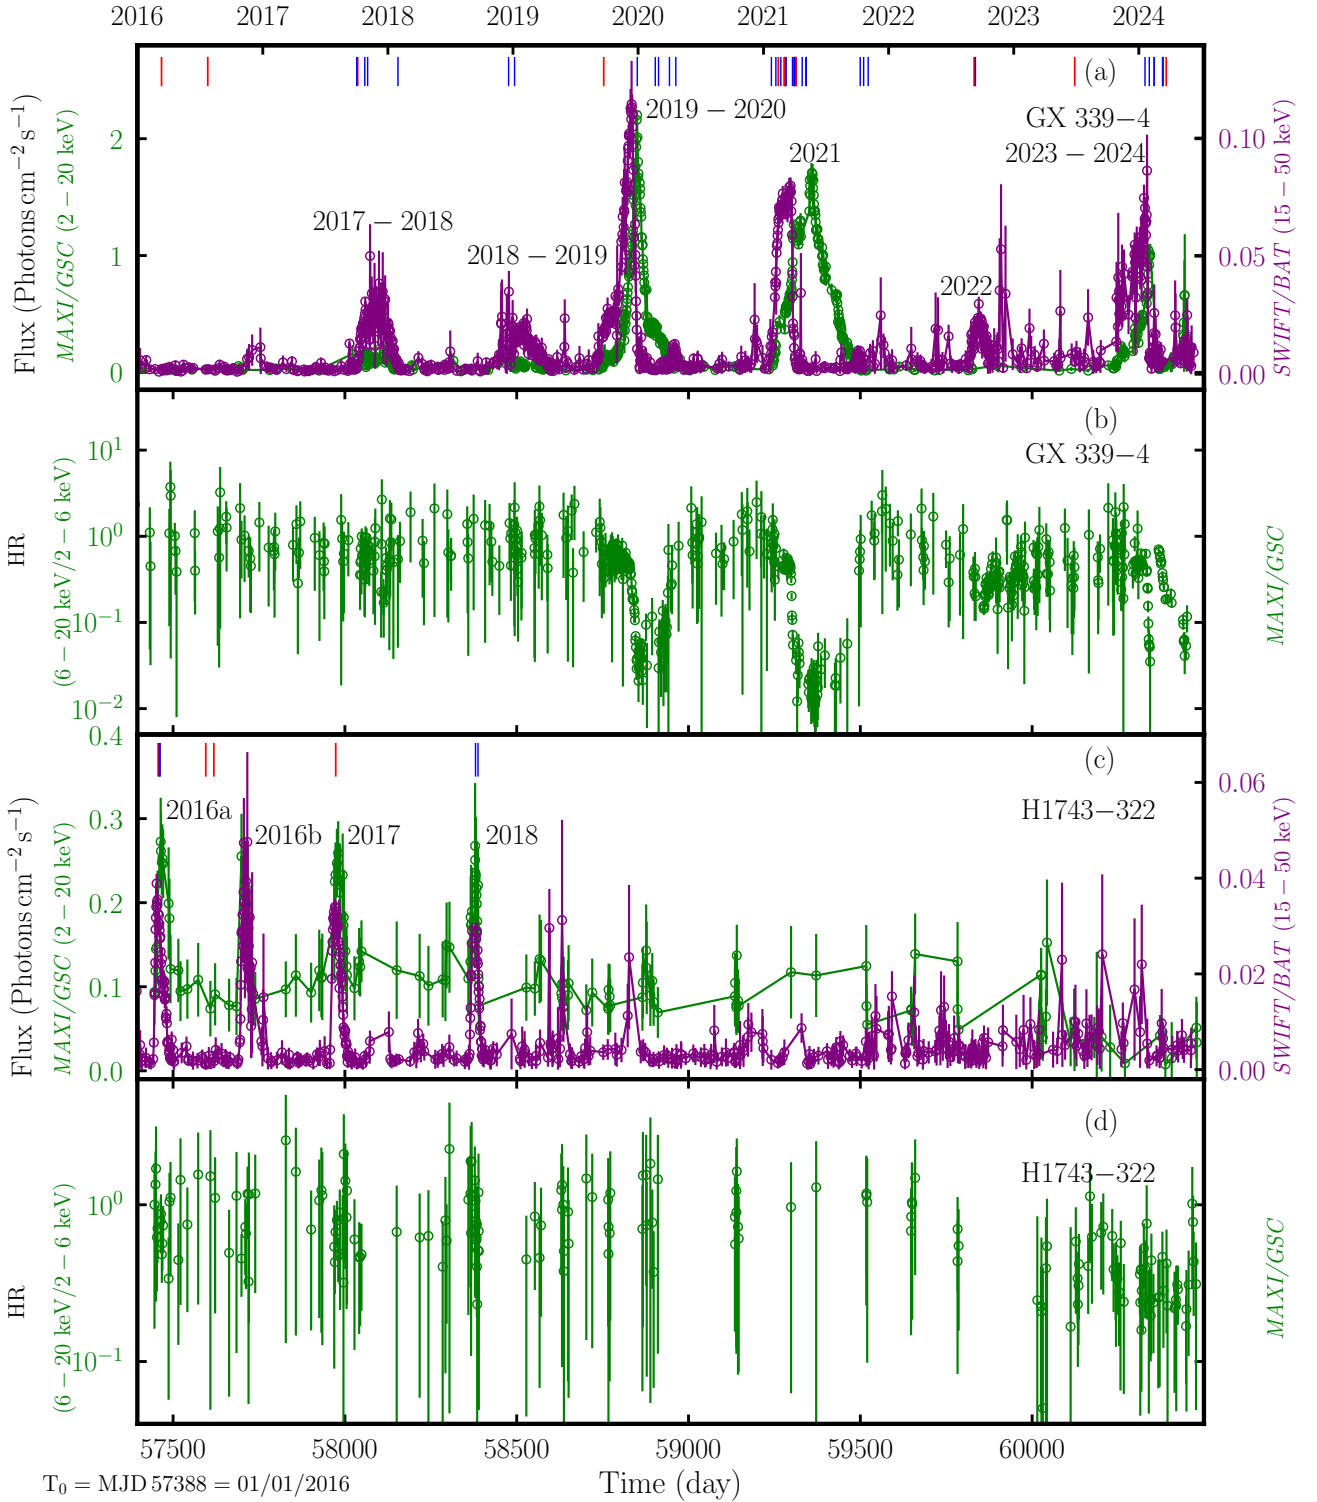 2016 2017 2018 2019 2020 2021 2022 2023 2024
(a)
GX 339−4
2019 − 2020
2021
2023 − 2024
2017 − 2018
2018 − 2019
2022
Flux (Photons cm⁻² s⁻¹)
MAXI/GSC (2 − 20 keV)
2
1
0
0.10
0.05
0.00
SWIFT/BAT (15 − 50 keV)
(b)
GX 339−4
HR
(6 − 20 keV/2 − 6 keV)
10¹
10⁰
10⁻¹
10⁻²
MAXI/GSC
(c)
H1743−322
2016a
2016b
2017
2018
Flux (Photons cm⁻² s⁻¹)
MAXI/GSC (2 − 20 keV)
0.4
0.4
0.3
0.2
0.1
0.0
0.06
0.04
0.02
0.00
SWIFT/BAT (15 − 50 keV)
(d)
H1743−322
HR
(6 − 20 keV/2 − 6 keV)
10⁰
10⁻¹
MAXI/GSC
57500 58000 58500 59000 59500 60000
T₀ = MJD 57388 = 01/01/2016
Time (day)